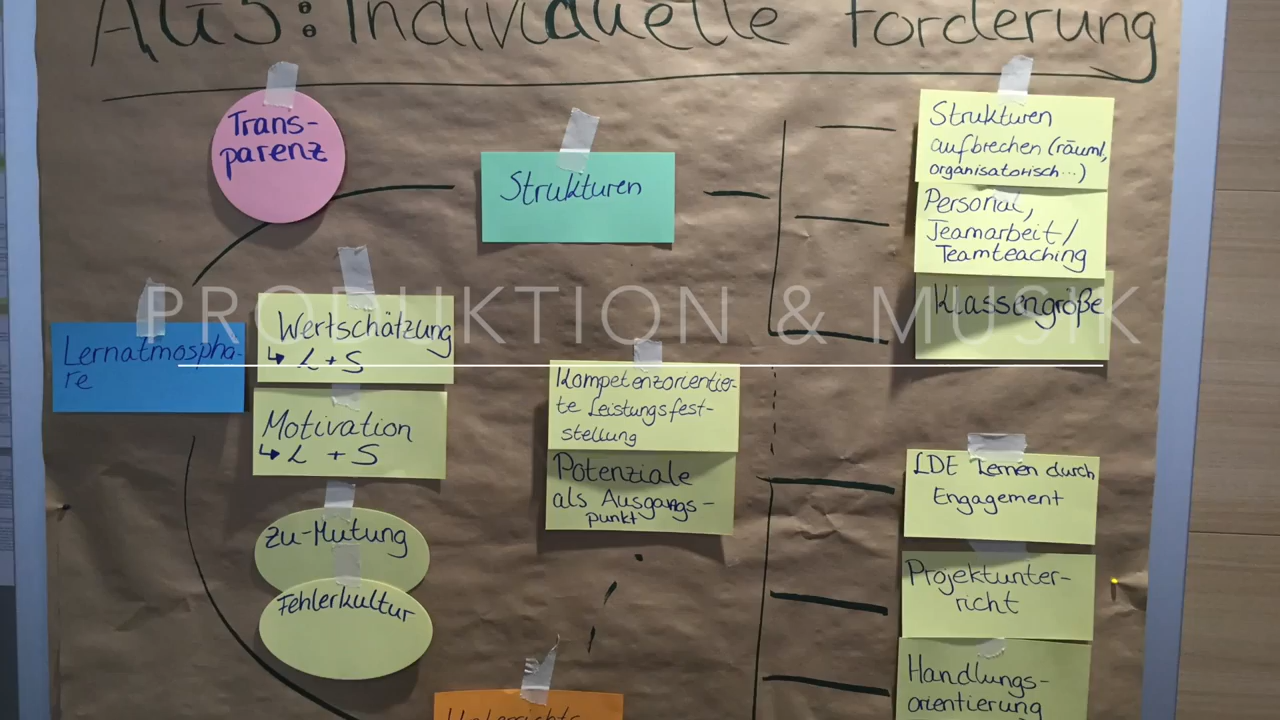 AG5: Individuelle Förderung
Trans-
parenz
Strukturen
Strukturen
aufbrechen (räuml,
organisatorisch...)
Personal,
Teamarbeit/
Teamteaching
Klassengröße
PRODUKTION & MUSIK
Lernatmosphä-
re
Wertschätzung
↳ L + S
Motivation
↳ L + S
Zu-Mutung
Fehlerkultur
Kompetenzorientier-
te Leistungsfest-
stellung
Potenziale
als Ausgangs-
punkt
LDE Lernen durch
Engagement
Projektunter-
richt
Handlungs-
orientierung
Unterrichts